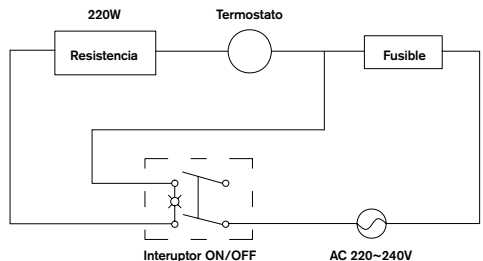 220W
Termostato
Resistencia
Fusible
Interuptor ON/OFF
AC 220~240V